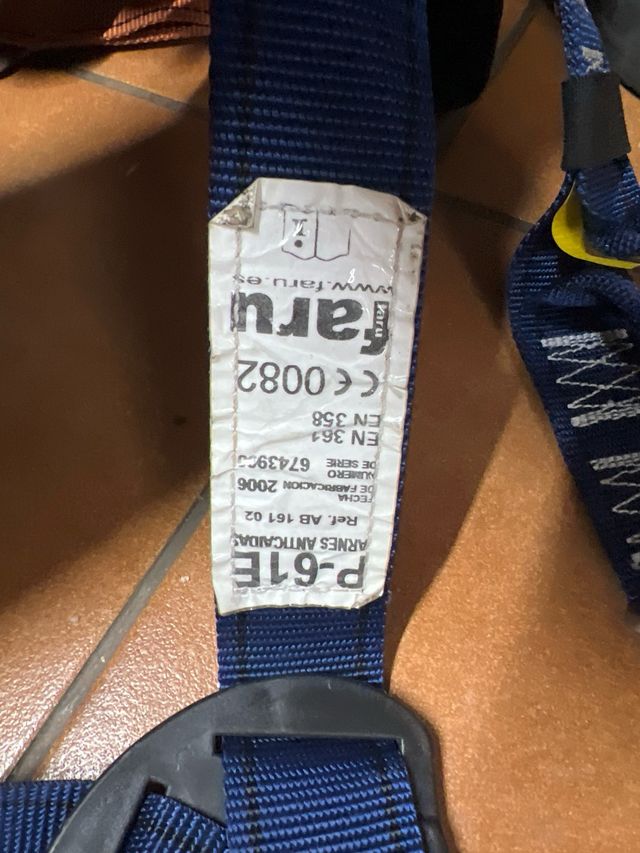 P-61E
ARNES ANTICAIDAS
Ref. AB 161 02
FECHA
DE FABRICACION 2006
NUMERO
DE SERIE
EN 361
EN 358
CE 0082
faru
faru
www.faru.es